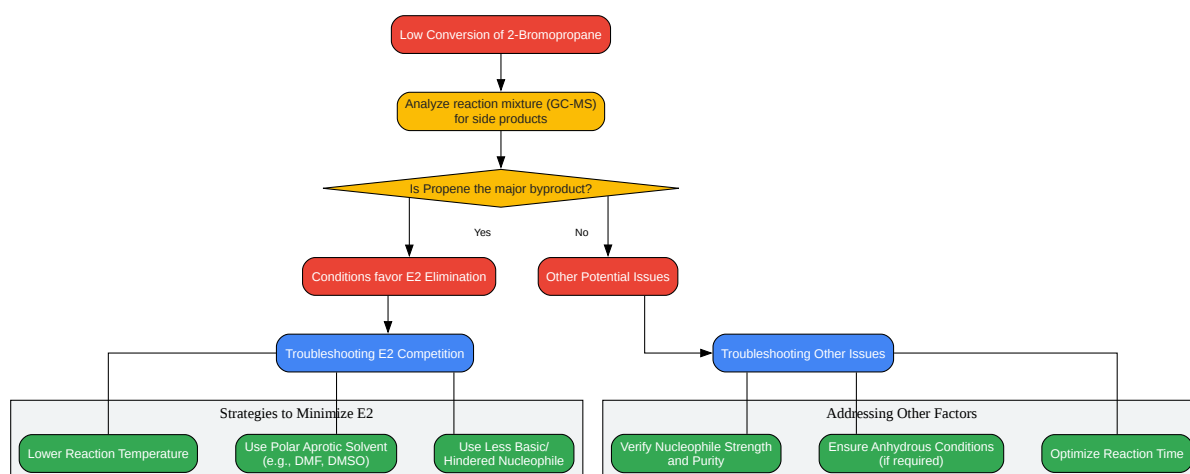 Low Conversion of 2-Bromopropane
Analyze reaction mixture (GC-MS)
for side products
Is Propene the major byproduct?
Yes
No
Conditions favor E2 Elimination
Other Potential Issues
Troubleshooting E2 Competition
Troubleshooting Other Issues
Strategies to Minimize E2
Lower Reaction Temperature
Use Polar Aprotic Solvent
(e.g., DMF, DMSO)
Use Less Basic/
Hindered Nucleophile
Addressing Other Factors
Verify Nucleophile Strength
and Purity
Ensure Anhydrous Conditions
(if required)
Optimize Reaction Time